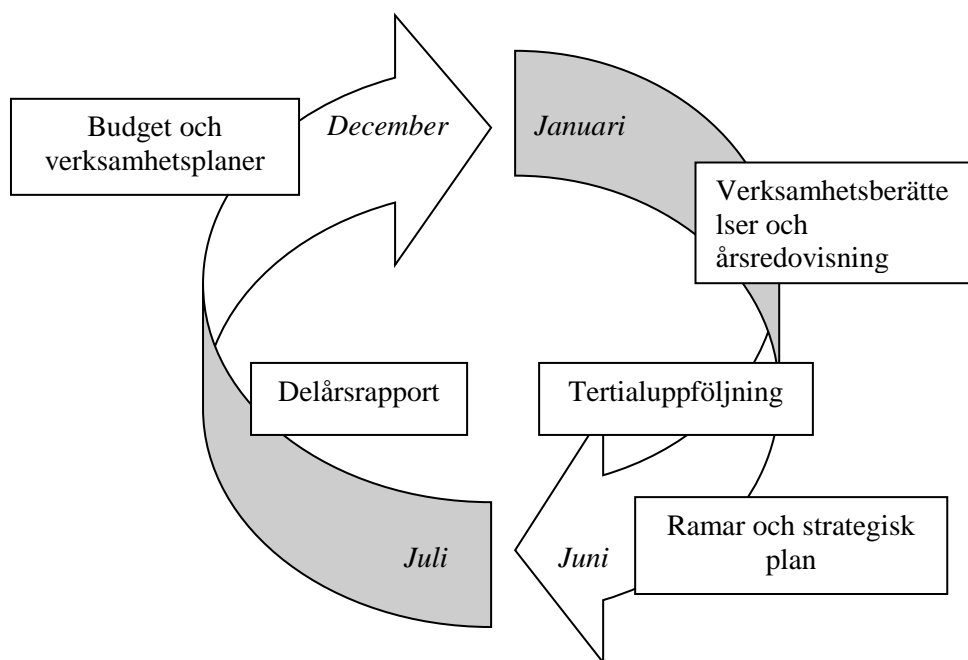 Budget och
verksamhetsplaner
December
Januari
Verksamhetsberätte
lser och
årsredovisning
Delårsrapport
Tertialuppföljning
Ramar och strategisk
plan
Juli
Juni